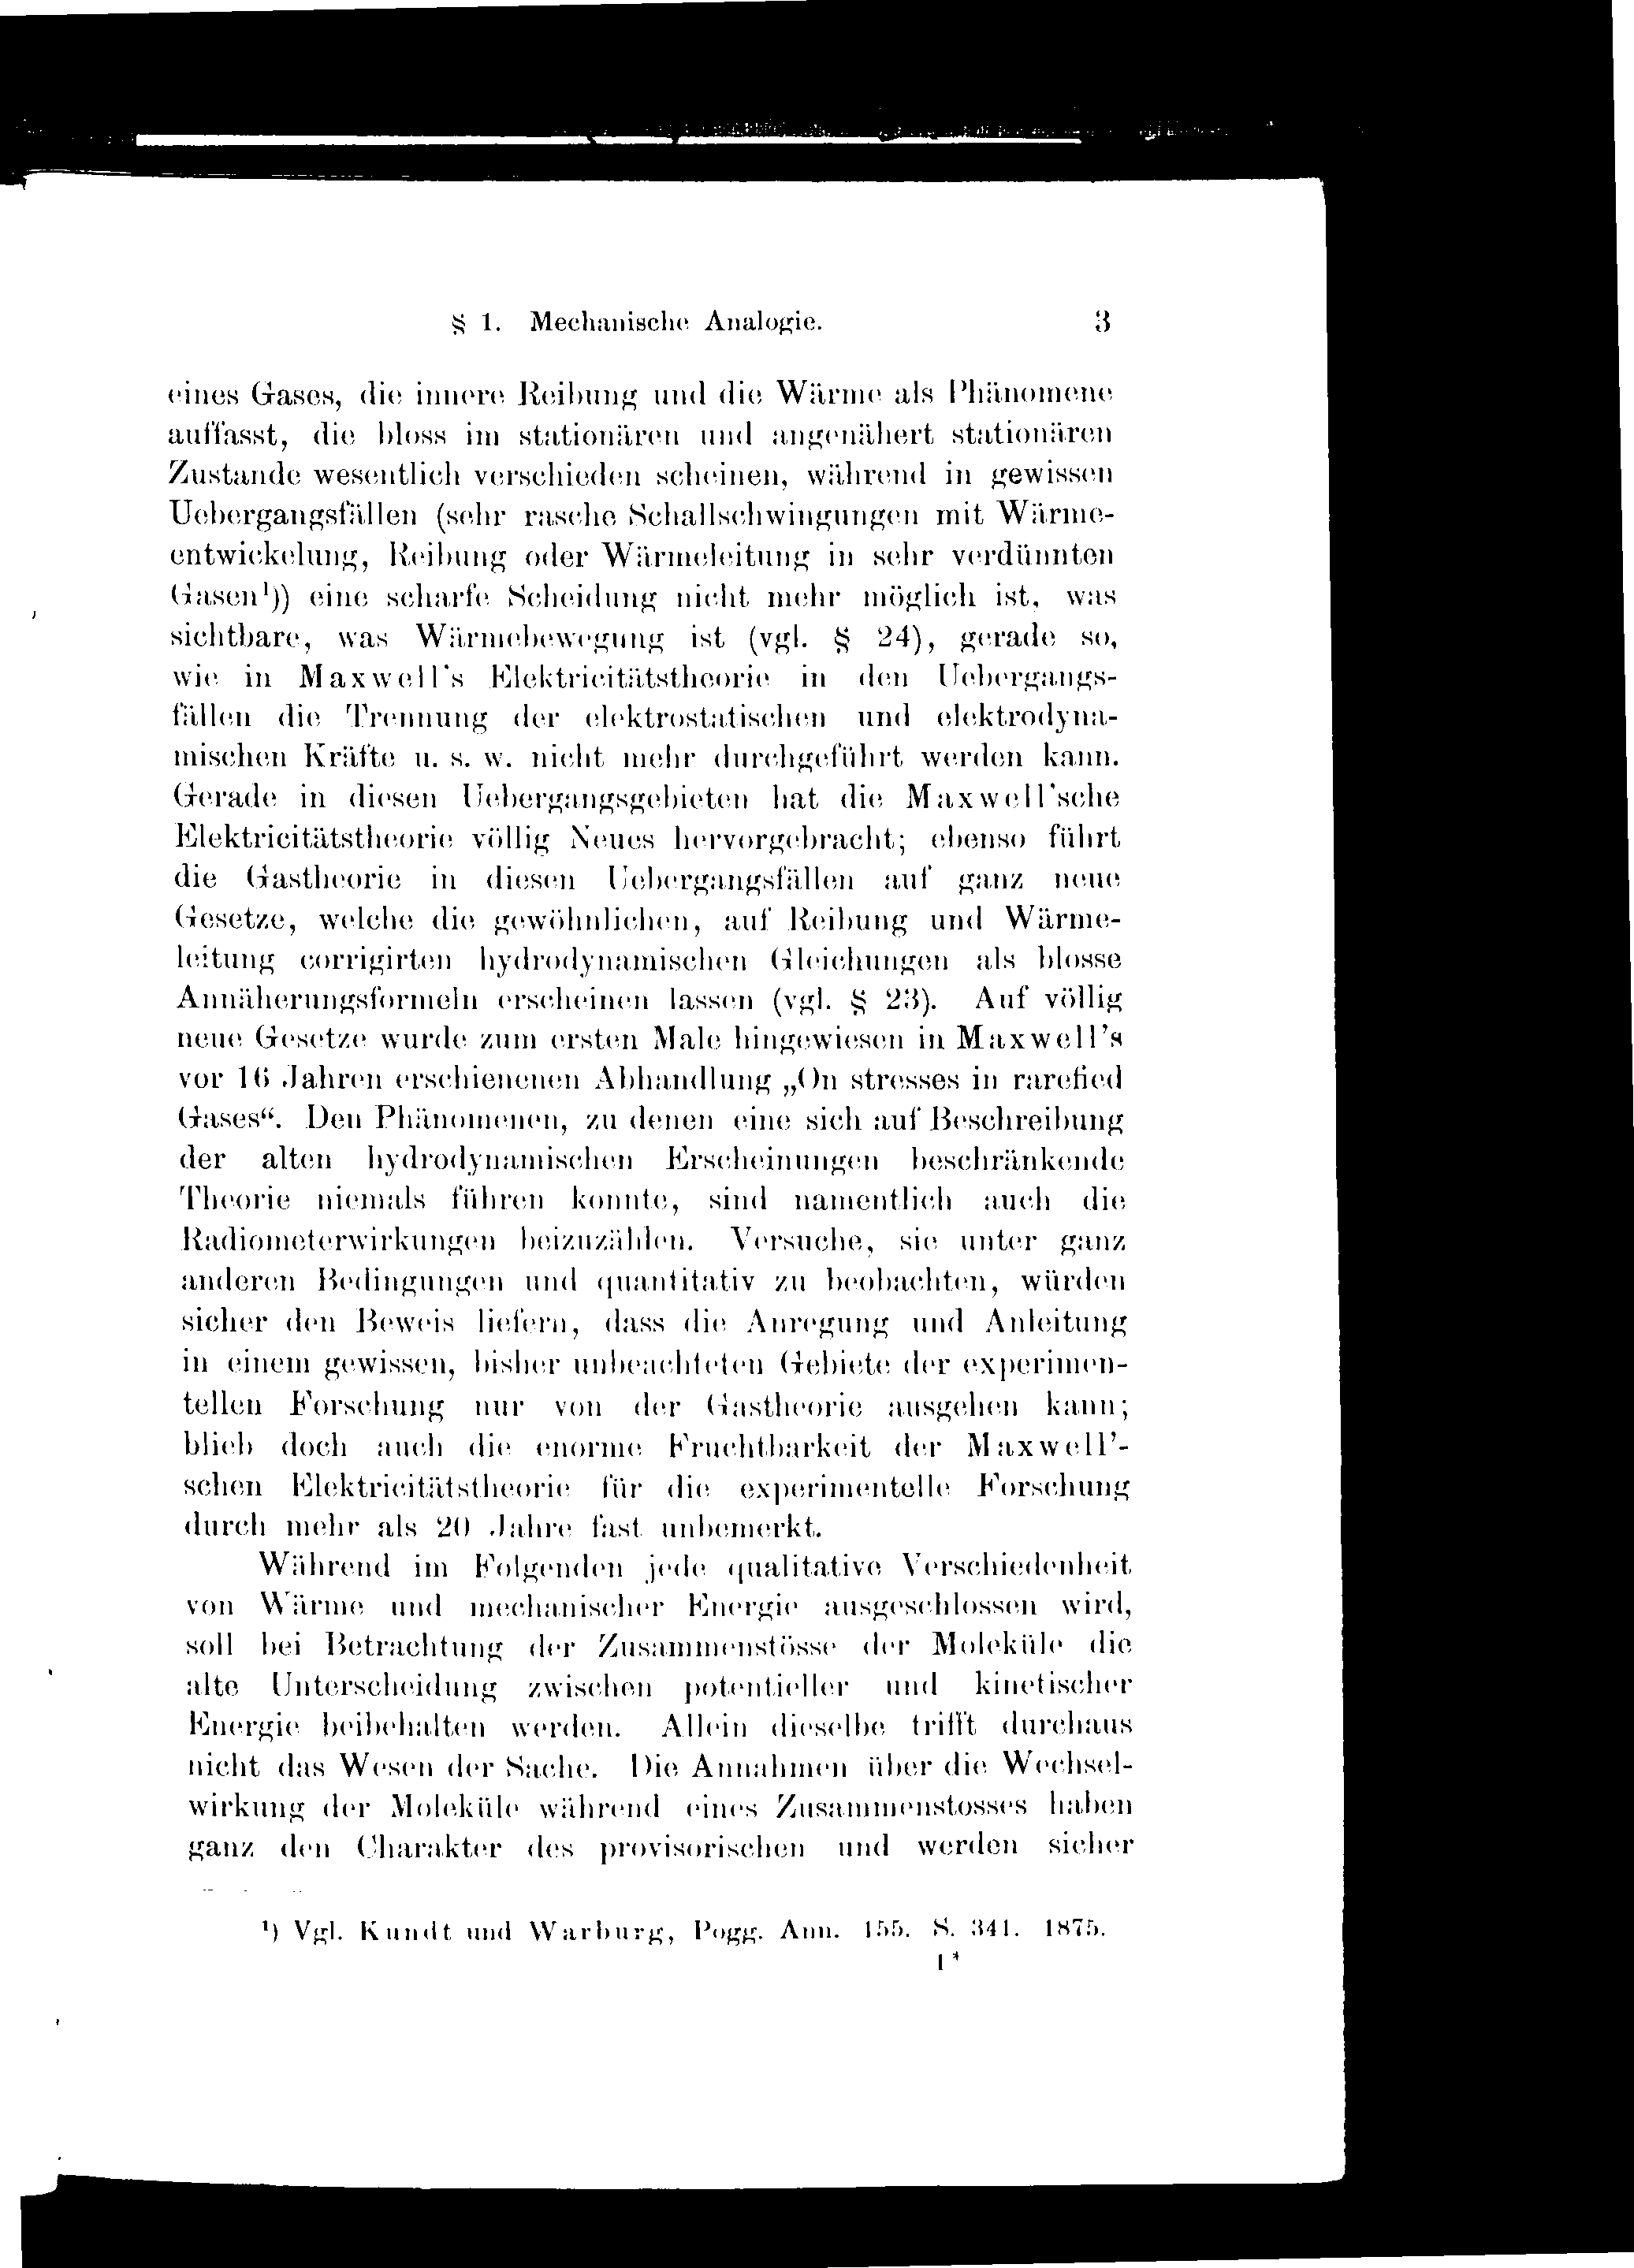 § 1. Mechanische Analogie. 3
eines Gases, die innere Reibung und die Wärme als Phänomene
auffasst, die bloss im stationären und angenähert stationären
Zustande wesentlich verschieden scheinen, während in gewissen
Uebergangsfällen (sehr rasche Schallschwingungen mit Wärme-
entwickelung, Reibung oder Wärmeleitung in sehr verdünnten
Gasen¹)) eine scharfe Scheidung nicht mehr möglich ist, was
sichtbare, was Wärmebewegung ist (vgl. § 24), gerade so,
wie in Maxwell's Elektricitätstheorie in den Uebergangs-
fällen die Trennung der elektrostatischen und elektrodyna-
mischen Kräfte u. s. w. nicht mehr durchgeführt werden kann.
Gerade in diesen Uebergangsgebieten hat die Maxwell'sche
Elektricitätstheorie völlig Neues hervorgebracht; ebenso führt
die Gastheorie in diesen Uebergangsfällen auf ganz neue
Gesetze, welche die gewöhnlichen, auf Reibung und Wärme-
leitung corrigirten hydrodynamischen Gleichungen als blosse
Annäherungsformeln erscheinen lassen (vgl. § 23). Auf völlig
neue Gesetze wurde zum ersten Male hingewiesen in Maxwell's
vor 16 Jahren erschienenen Abhandlung „On stresses in rarefied
Gases“. Den Phänomenen, zu denen eine sich auf Beschreibung
der alten hydrodynamischen Erscheinungen beschränkende
Theorie niemals führen konnte, sind namentlich auch die
Radiometerwirkungen beizuzählen. Versuche, sie unter ganz
anderen Bedingungen und quantitativ zu beobachten, würden
sicher den Beweis liefern, dass die Anregung und Anleitung
in einem gewissen, bisher unbeachteten Gebiete der experimen-
tellen Forschung nur von der Gastheorie ausgehen kann;
blieb doch auch die enorme Fruchtbarkeit der Maxwell'-
schen Elektricitätstheorie für die experimentelle Forschung
durch mehr als 20 Jahre fast unbemerkt.
Während im Folgenden jede qualitative Verschiedenheit
von Wärme und mechanischer Energie ausgeschlossen wird,
soll bei Betrachtung der Zusammenstösse der Moleküle die
alte Unterscheidung zwischen potentieller und kinetischer
Energie beibehalten werden. Allein dieselbe trifft durchaus
nicht das Wesen der Sache. Die Annahmen über die Wechsel-
wirkung der Moleküle während eines Zusammenstosses haben
ganz den Charakter des provisorischen und werden sicher
¹) Vgl. Kundt und Warburg, Pogg. Ann. 155. S. 341. 1875.
1*